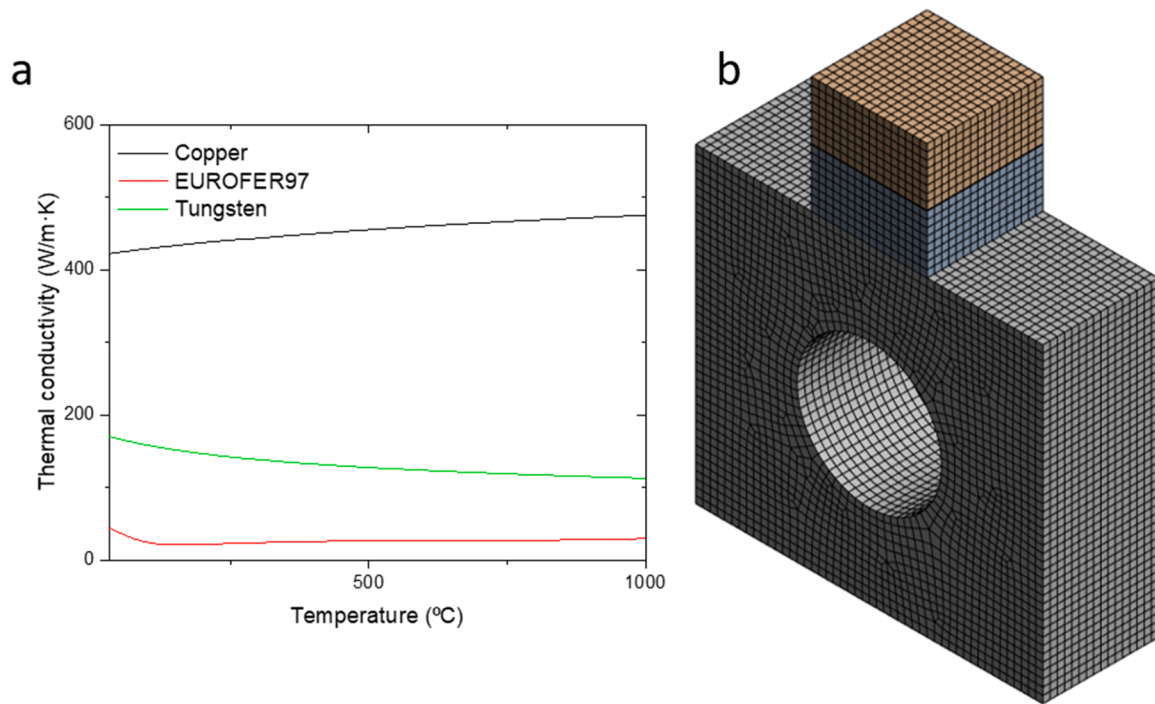 a
b
600
Copper
EUROFER97
Tungsten
400
200
0
500
1000
Thermal conductivity (W/m·K)
Temperature (ºC)